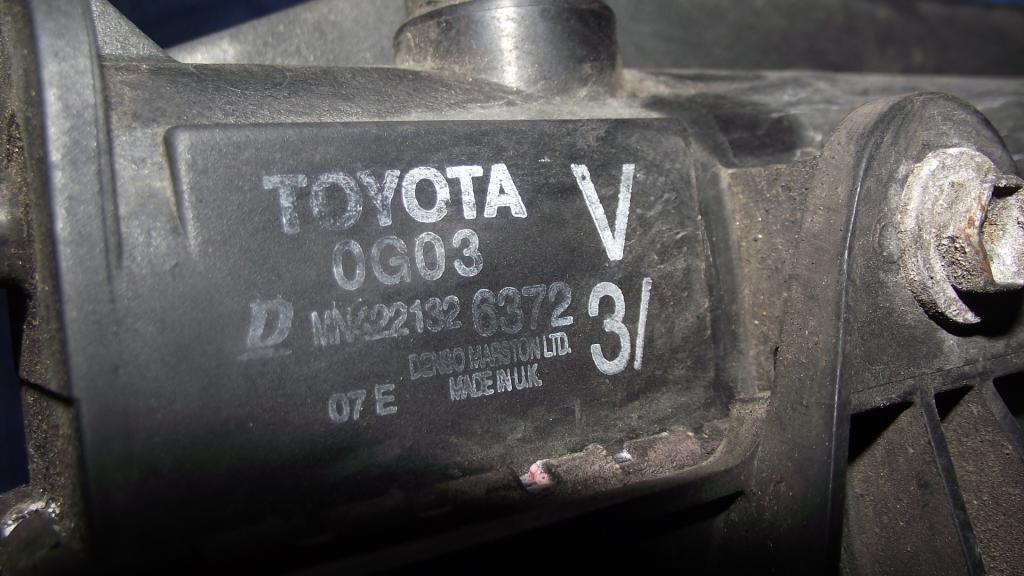 TOYOTA V
0G03
D MN422132 6372 3/
DENSO MARSTON LTD.
07 E MADE IN U.K.